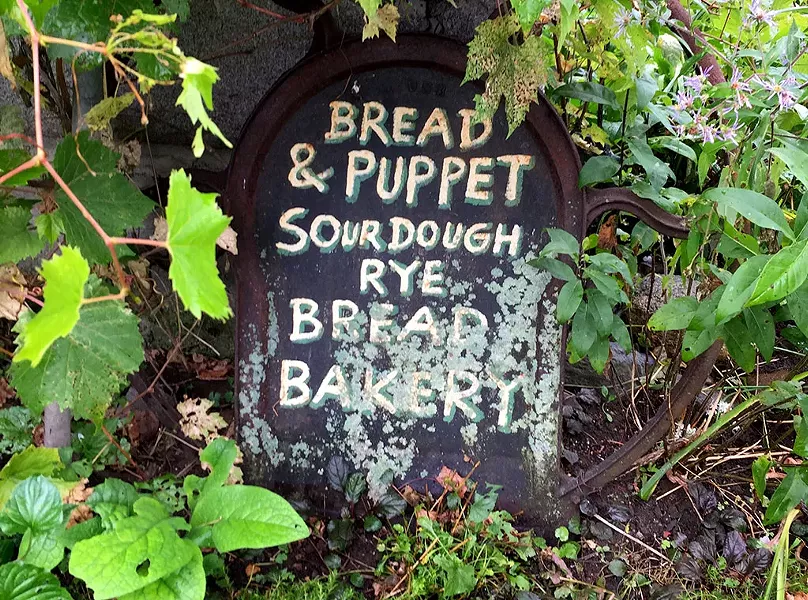 BREAD
& PUPPET
SOURDOUGH
RYE
BREAD
BAKERY